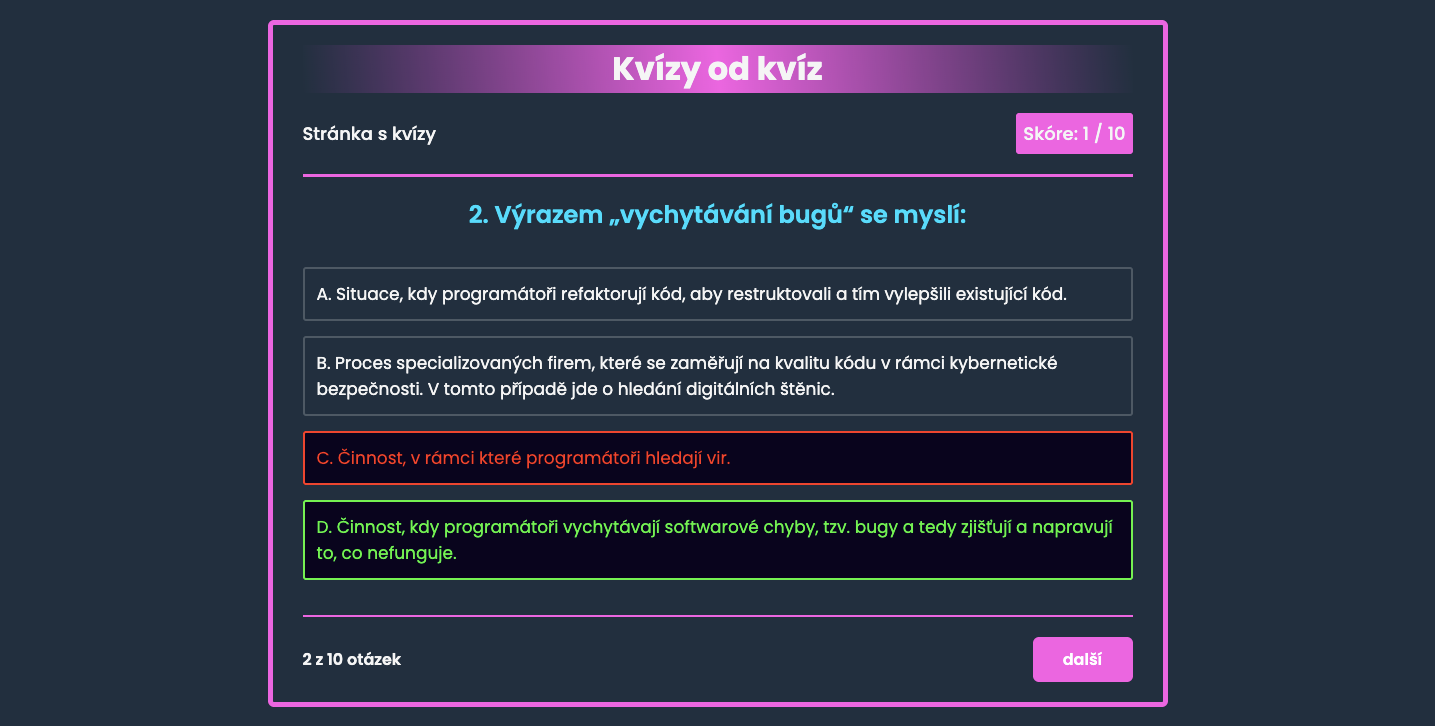 Kvízy od kvíz
Stránka s kvízy
Skóre: 1 / 10
2. Výrazem „vychytávání bugů“ se myslí:
A. Situace, kdy programátoři refaktorují kód, aby restruktovali a tím vylepšili existující kód.
B. Proces specializovaných firem, které se zaměřují na kvalitu kódu v rámci kybernetické
bezpečnosti. V tomto případě jde o hledání digitálních štěnic.
C. Činnost, v rámci které programátoři hledají vir.
D. Činnost, kdy programátoři vychytávají softwarové chyby, tzv. bugy a tedy zjišťují a napravují
to, co nefunguje.
2 z 10 otázek
další